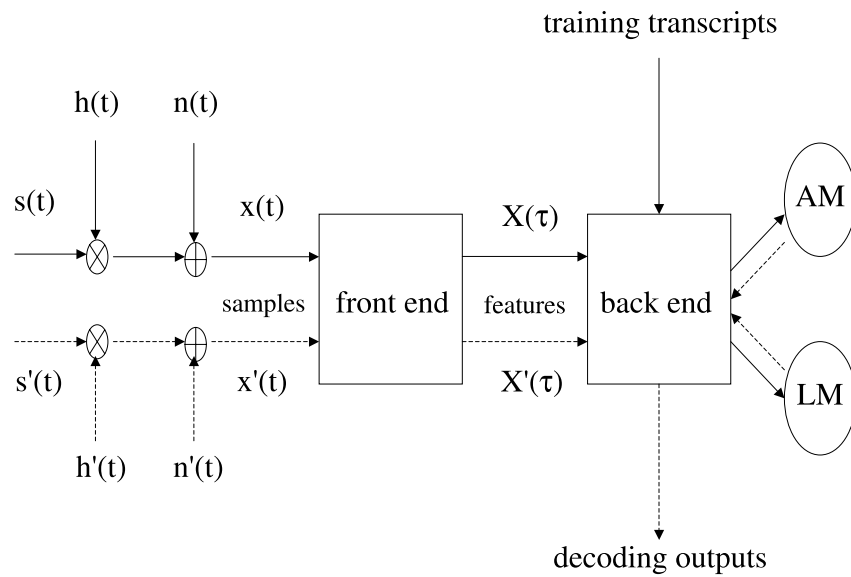 training transcripts
h(t)
n(t)
s(t)
x(t)
X(τ)
AM
samples
front end
features
back end
s'(t)
x'(t)
X'(τ)
LM
h'(t)
n'(t)
decoding outputs